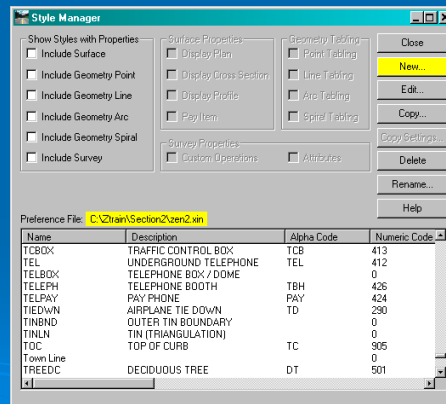 Style Manager
Show Styles with Properties
Include Surface
Include Geometry Point
Include Geometry Line
Include Geometry Arc
Include Geometry Spiral
Include Survey
Surface Properties
Display Plan
Display Cross Section
Display Profile
Pay Item
Geometry Tabling
Point Tabling
Line Tabling
Arc Tabling
Spiral Tabling
Survey Properties
Custom Operations Attributes
Close
New...
Edit...
Copy...
Copy Settings...
Delete
Rename...
Help
Preference File: C:\Ztrain\Section2\zen2.xin
Name Description Alpha Code Numeric Code
TCBOX TRAFFIC CONTROL BOX TCB 413
TEL UNDERGROUND TELEPHONE TEL 412
TELBOX TELEPHONE BOX / DOME 0
TELEPH TELEPHONE BOOTH TBH 426
TELPAY PAY PHONE PAY 424
TIEDWN AIRPLANE TIE DOWN TD 290
TINBND OUTER TIN BOUNDARY 0
TINLN TIN (TRIANGULATION) 0
TOC TOP OF CURB TC 905
Town Line 0
TREEDC DECIDUOUS TREE DT 501